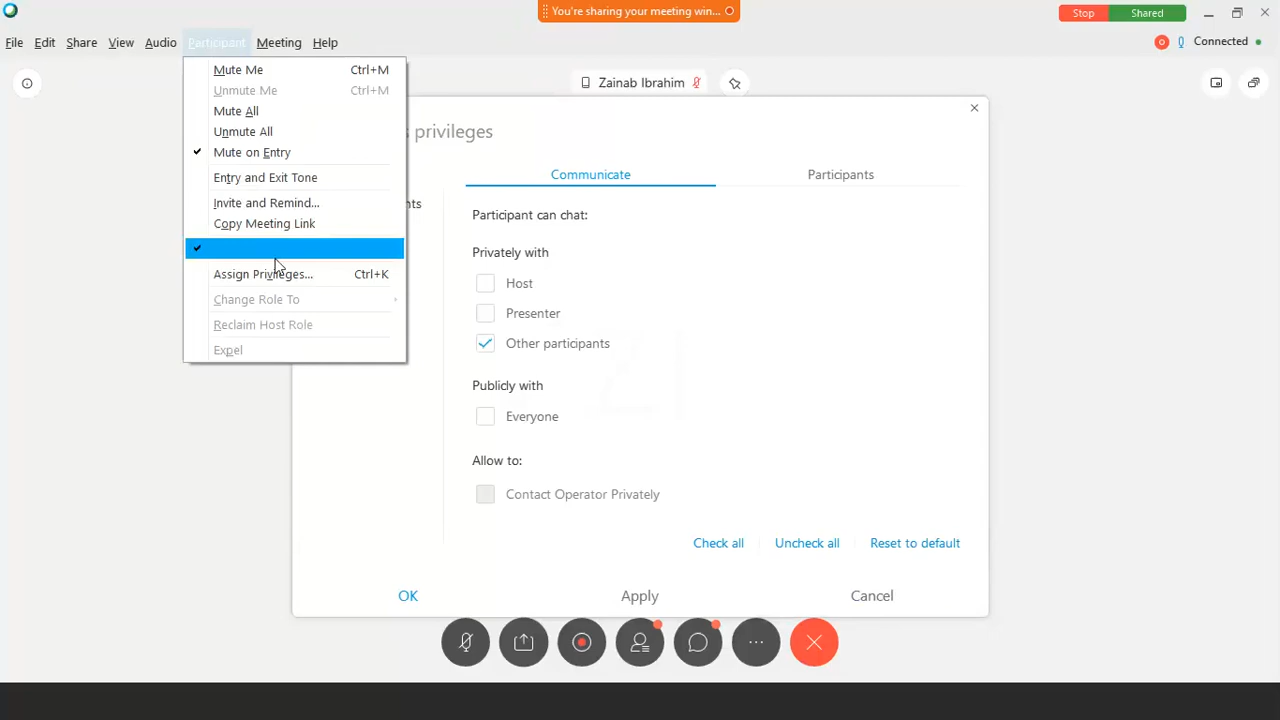 You're sharing your meeting win...
Stop
Shared
File
Edit
Share
View
Audio
Participant
Meeting
Help
Connected
Mute Me Ctrl+M
Unmute Me Ctrl+M
Mute All
Unmute All
Mute on Entry
Entry and Exit Tone
Invite and Remind...
Copy Meeting Link
Assign Privileges... Ctrl+K
Change Role To
Reclaim Host Role
Expel
Zainab Ibrahim
privileges
Communicate
Participants
Participant can chat:
Privately with
Host
Presenter
Other participants
Publicly with
Everyone
Allow to:
Contact Operator Privately
Check all
Uncheck all
Reset to default
OK
Apply
Cancel